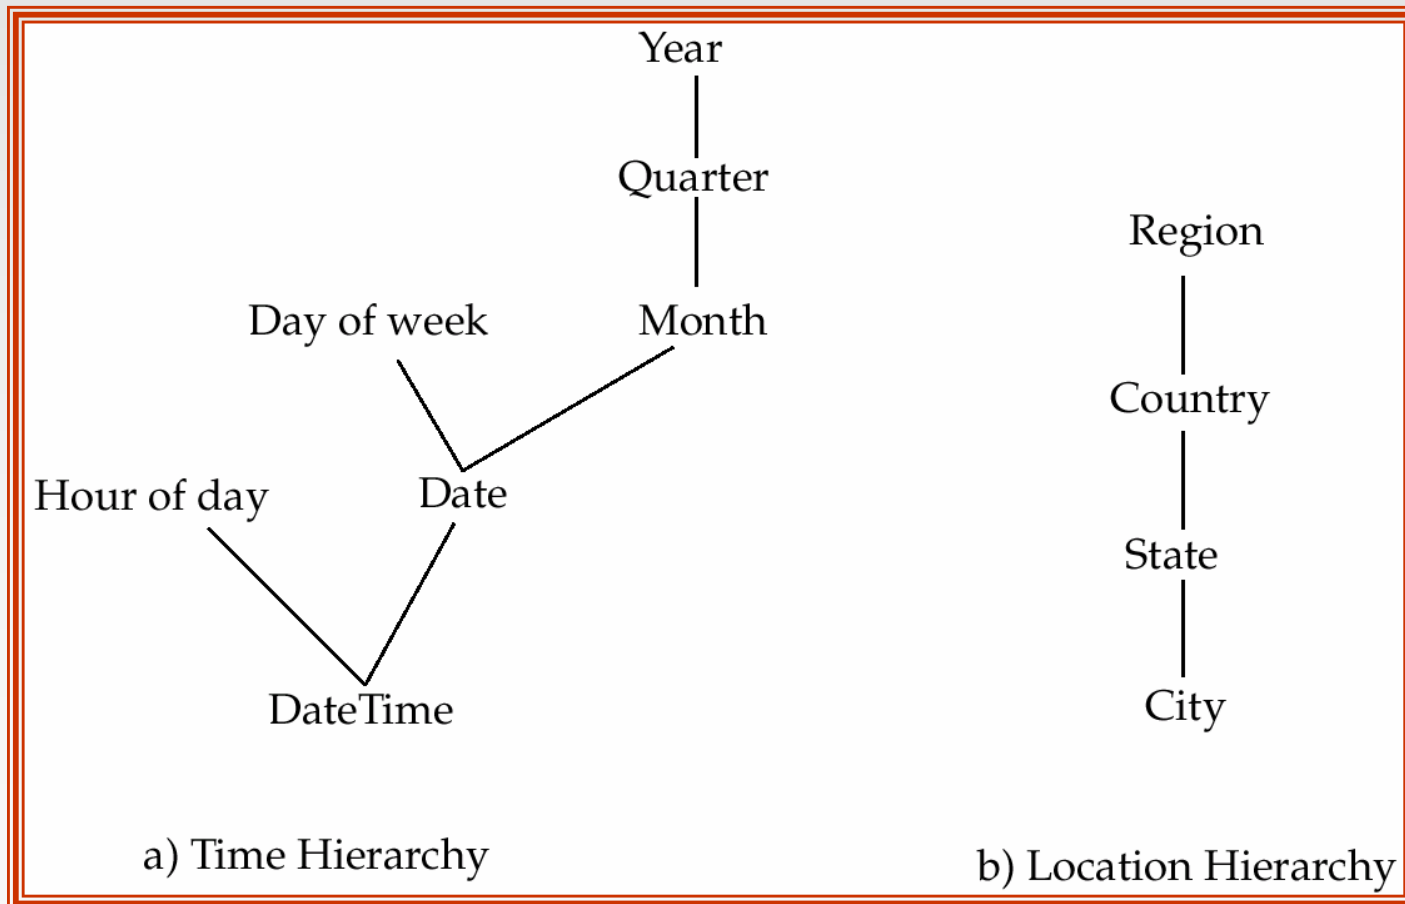 Year
Quarter
Day of week
Month
Hour of day
Date
DateTime
a) Time Hierarchy
Region
Country
State
City
b) Location Hierarchy